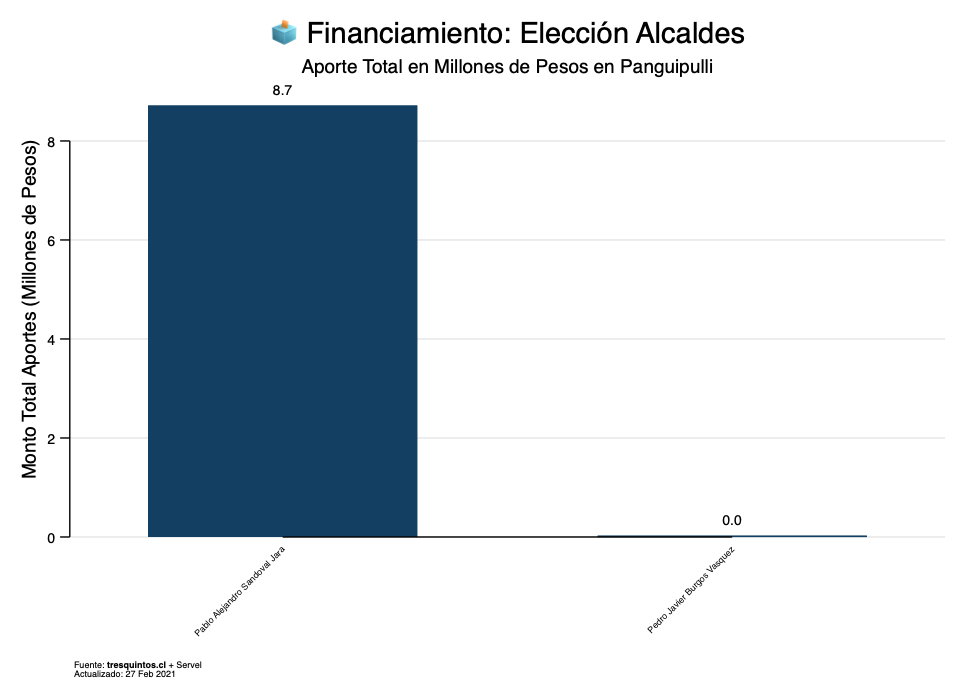 Financiamiento: Elección Alcaldes
Aporte Total en Millones de Pesos en Panguipulli
8.7
Monto Total Aportes (Millones de Pesos)
8
6
4
2
0
0.0
Pablo Alejandro Sandoval Jara
Pedro Javier Burgos Vasquez
Fuente: tresquintos.cl + Servel
Actualizado: 27 Feb 2021